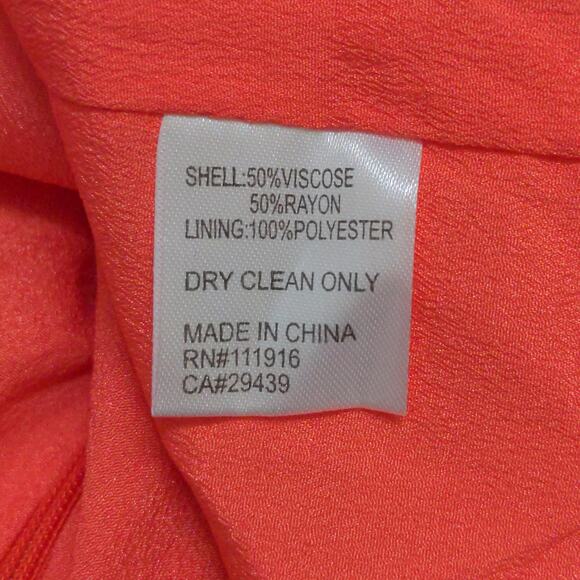 SHELL:50%VISCOSE
50%RAYON
LINING:100%POLYESTER
DRY CLEAN ONLY
MADE IN CHINA
RN#111916
CA#29439